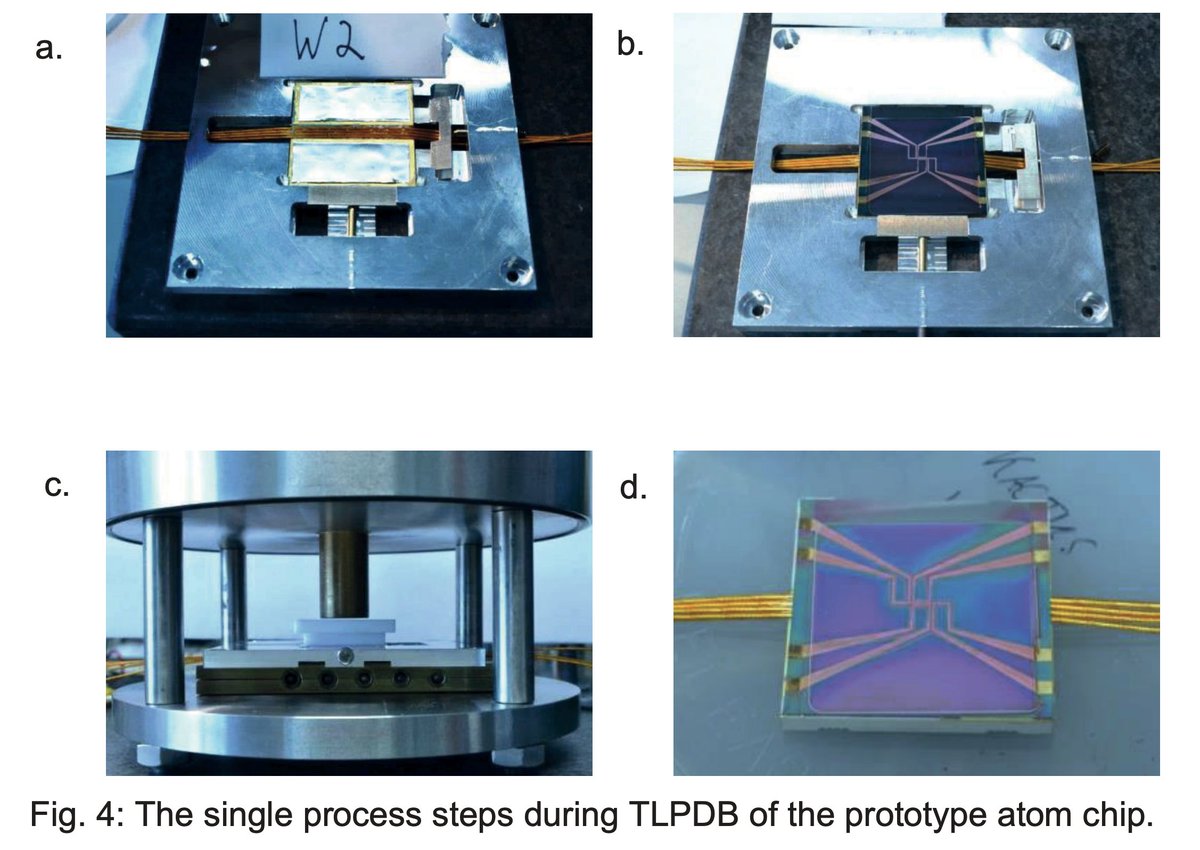 a.
b.
W2
c.
d.
Fig. 4: The single process steps during TLPDB of the prototype atom chip.